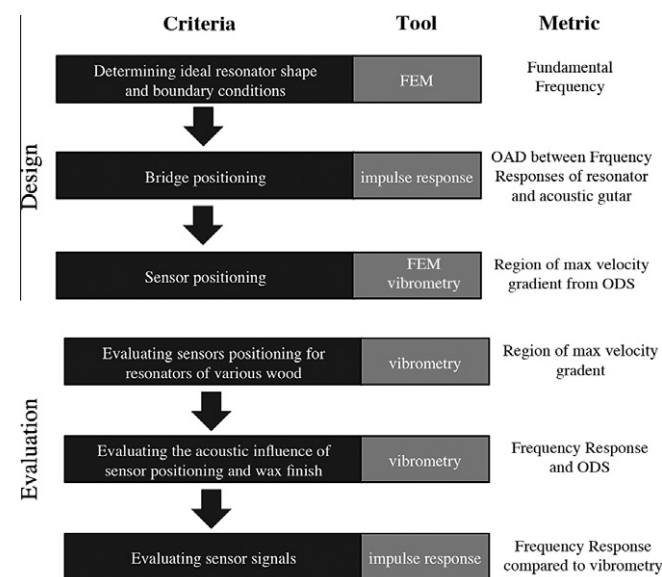 Criteria Tool Metric
Design
Determining ideal resonator shape
and boundary conditions
FEM
Fundamental
Frequency
Bridge positioning
impulse response
OAD between Frquency
Responses of resonator
and acoustic gutar
Sensor positioning
FEM
vibrometry
Region of max velocity
gradient from ODS
Evaluation
Evaluating sensors positioning for
resonators of various wood
vibrometry
Region of max velocity
gradent
Evaluating the acoustic influence of
sensor positioning and wax finish
vibrometry
Frequency Response
and ODS
Evaluating sensor signals
impulse response
Frequency Response
compared to vibrometry